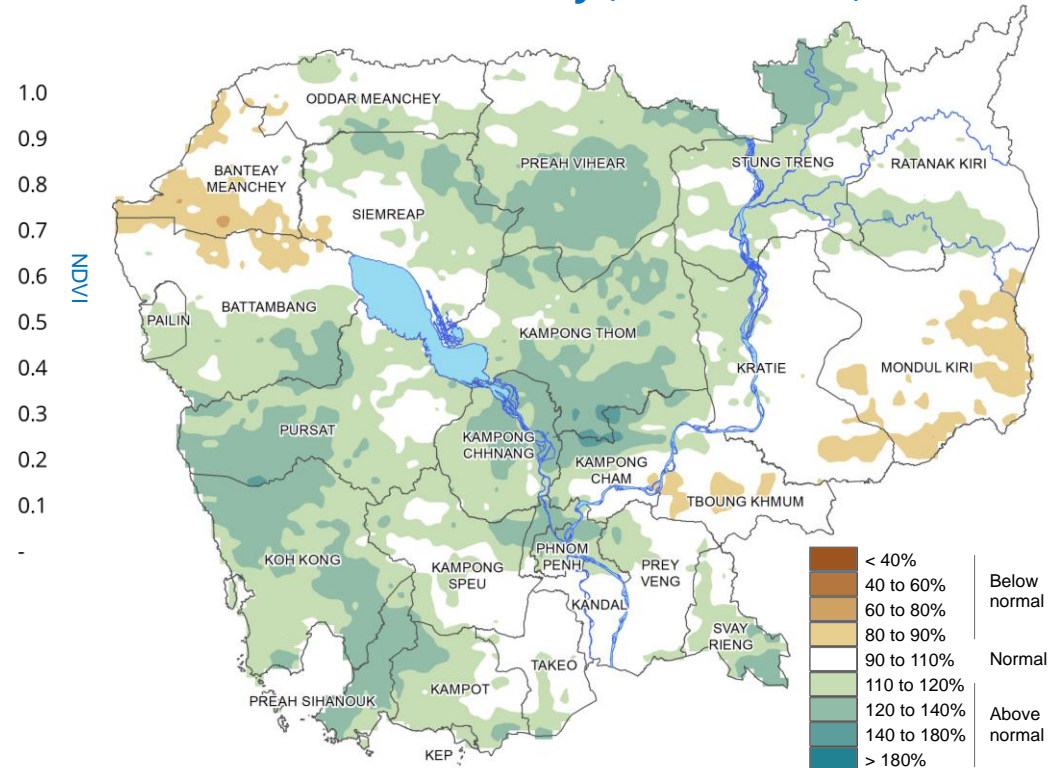 1.0
0.9
0.8
0.7
0.6
0.5
0.4
0.3
0.2
0.1
-
NDVI
ODDAR MEANCHEY
BANTEAY
MEANCHEY
PREAH VIHEAR
STUNG TRENG
RATANAK KIRI
SIEMREAP
BATTAMBANG
PAILIN
KAMPONG THOM
KRATIE
MONDUL KIRI
PURSAT
KAMPONG
CHHNANG
KAMPONG
CHAM
TBOUNG KHMUM
KOH KONG
KAMPONG
SPEU
PHNOM
PENH
PREY
VENG
KANDAL
SVAY
RIENG
TAKEO
PREAH SIHANOUK
KAMPOT
KEP
< 40%
40 to 60%
60 to 80%
80 to 90%
Below
normal
90 to 110%
Normal
110 to 120%
120 to 140%
140 to 180%
> 180%
Above
normal